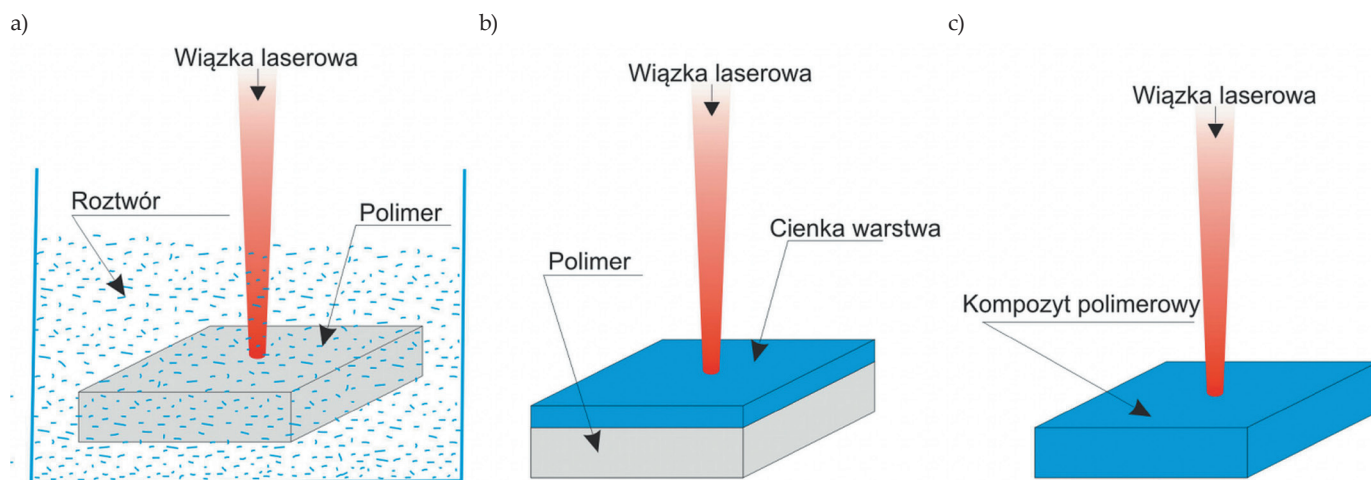 a)
Wiązka laserowa
Roztwór
Polimer
b)
Wiązka laserowa
Cienka warstwa
Polimer
c)
Wiązka laserowa
Kompozyt polimerowy